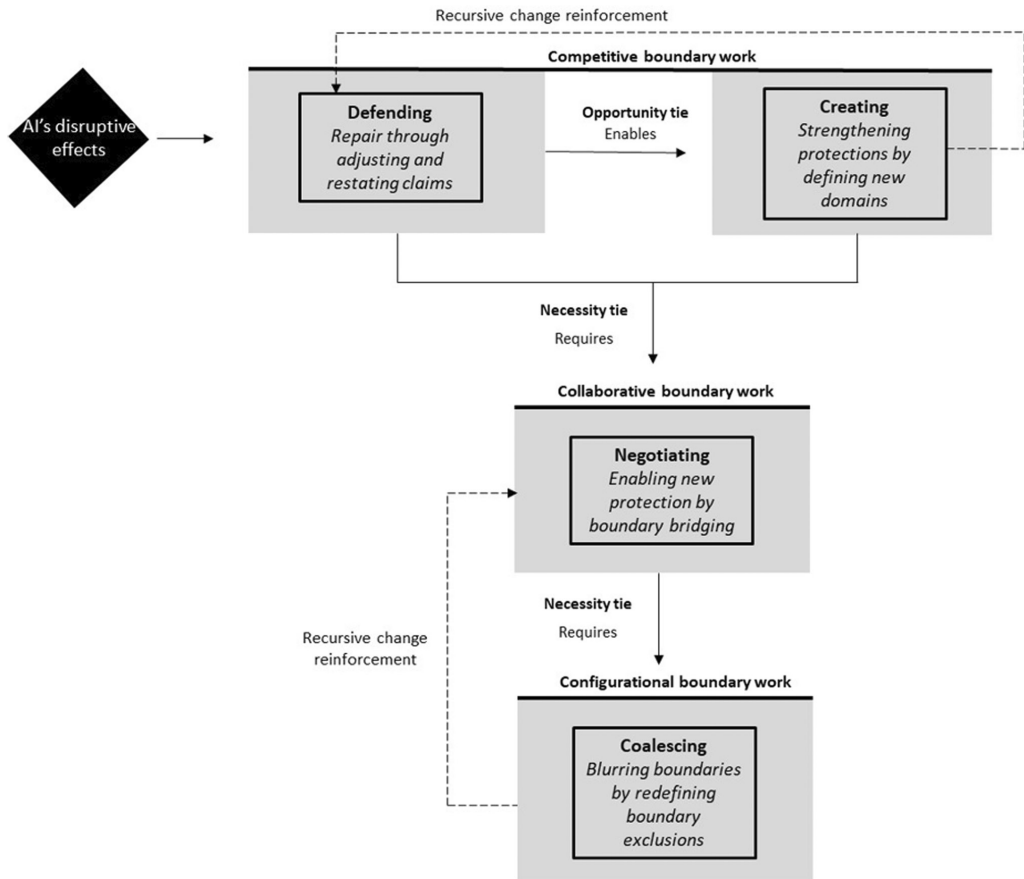 Recursive change reinforcement
Competitive boundary work
AI's disruptive
effects
Defending
Repair through
adjusting and
restating claims
Opportunity tie
Enables
Creating
Strengthening
protections by
defining new
domains
Necessity tie
Requires
Collaborative boundary work
Negotiating
Enabling new
protection by
boundary bridging
Necessity tie
Requires
Recursive change
reinforcement
Configurational boundary work
Coalescing
Blurring boundaries
by redefining
boundary
exclusions